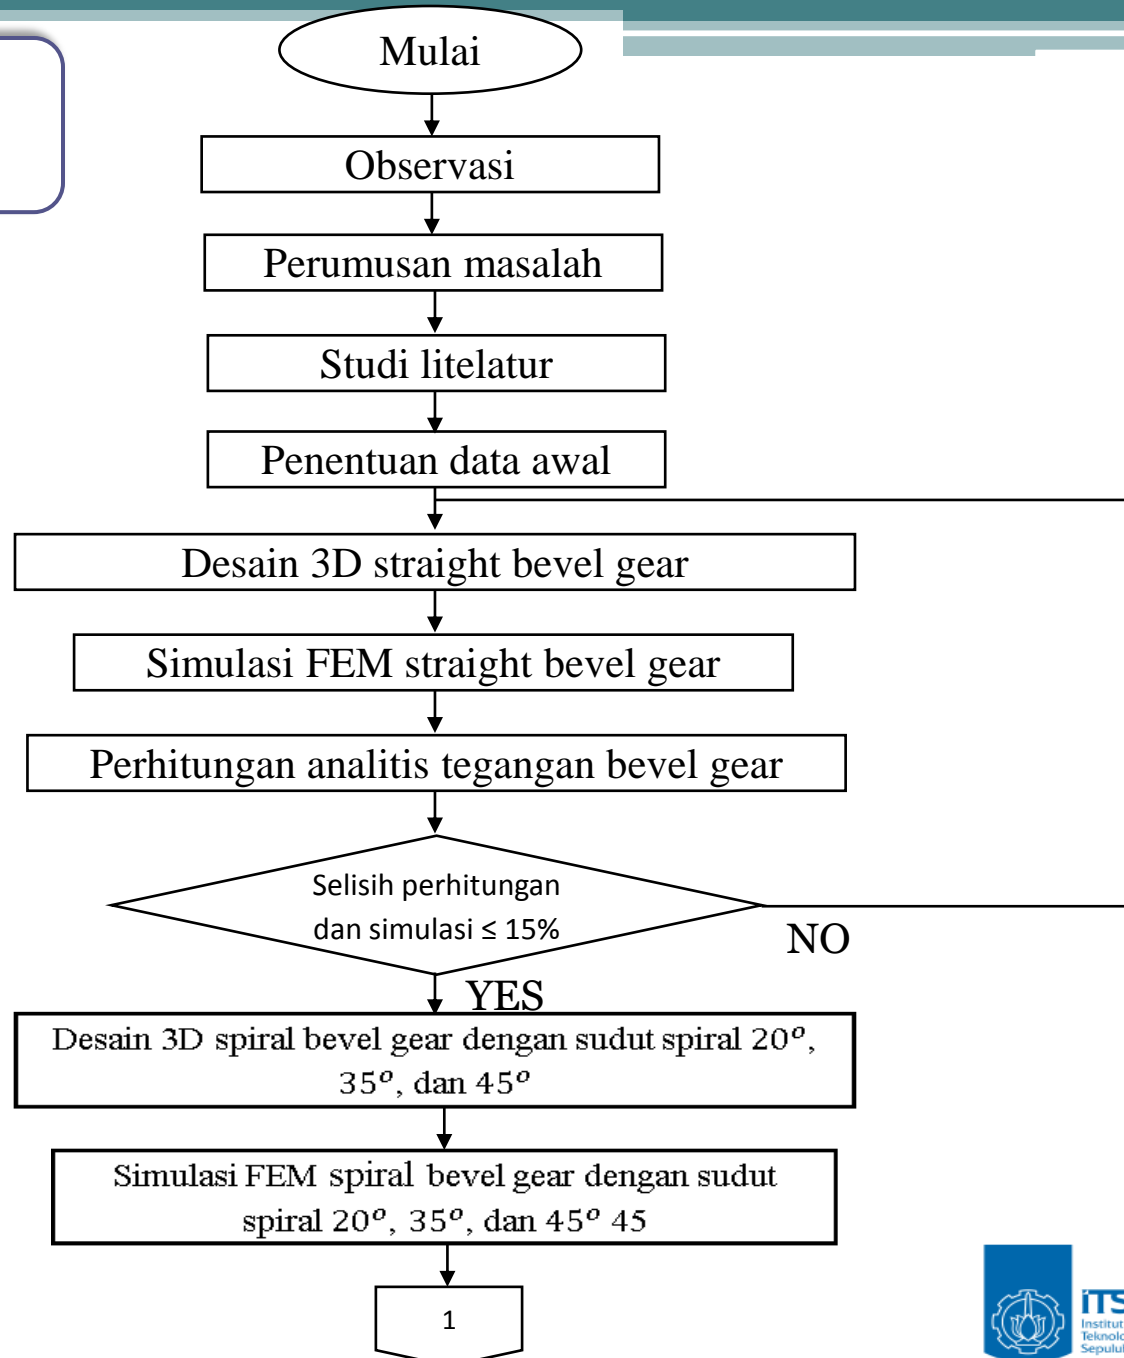 Mulai
Observasi
Perumusan masalah
Studi litelatur
Penentuan data awal
Desain 3D straight bevel gear
Simulasi FEM straight bevel gear
Perhitungan analitis tegangan bevel gear
Selisih perhitungan
dan simulasi ≤ 15%
NO
YES
Desain 3D spiral bevel gear dengan sudut spiral 20°,
35°, dan 45°
Simulasi FEM spiral bevel gear dengan sudut
spiral 20°, 35°, dan 45° 45
1
ITS
Institut